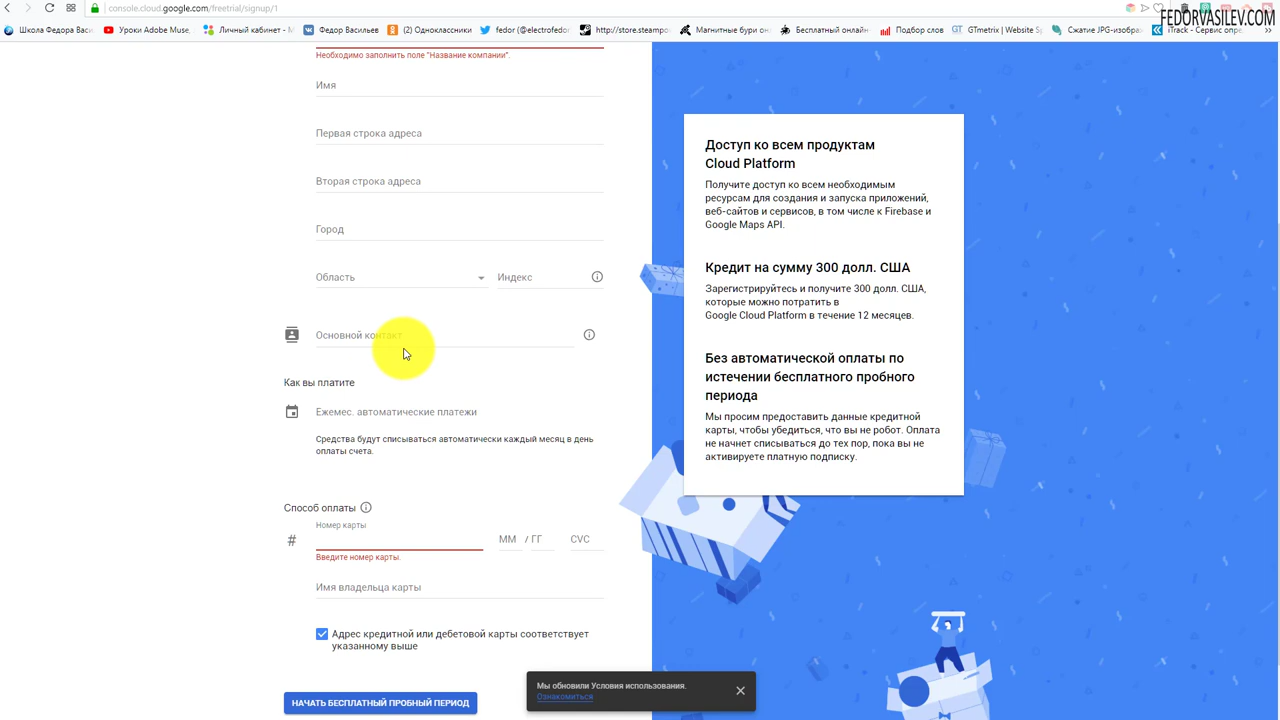 console.cloud.google.com/freetrial/signup/1
FEDORVASILEV.COM
Школа Федора Васи.
Уроки Adobe Muse,
Личный кабинет - М
Федор Васильев
(2) Одноклассники
fedor (@electrofedo
http://store.steampo
Магнитные бури он
Бесплатный онлайн
Подбор слов
GTmetrix | Website S
Сжатие JPG-изобра
iTrack - Сервис опре
Необходимо заполнить поле "Название компании".
Имя
Первая строка адреса
Вторая строка адреса
Город
Область
Индекс
Основной контакт
Как вы платите
Ежемес. автоматические платежи
Средства будут списываться автоматически каждый месяц в день
оплаты счета.
Способ оплаты
Номер карты
#
ММ / ГГ
CVC
Введите номер карты.
Имя владельца карты
Адрес кредитной или дебетовой карты соответствует
указанному выше
НАЧАТЬ БЕСПЛАТНЫЙ ПРОБНЫЙ ПЕРИОД
Доступ ко всем продуктам
Cloud Platform
Получите доступ ко всем необходимым
ресурсам для создания и запуска приложений,
веб-сайтов и сервисов, в том числе к Firebase и
Google Maps API.
Кредит на сумму 300 долл. США
Зарегистрируйтесь и получите 300 долл. США,
которые можно потратить в
Google Cloud Platform в течение 12 месяцев.
Без автоматической оплаты по
истечении бесплатного пробного
периода
Мы просим предоставить данные кредитной
карты, чтобы убедиться, что вы не робот. Оплата
не начнет списываться до тех пор, пока вы не
активируете платную подписку.
Мы обновили Условия использования.
Ознакомиться